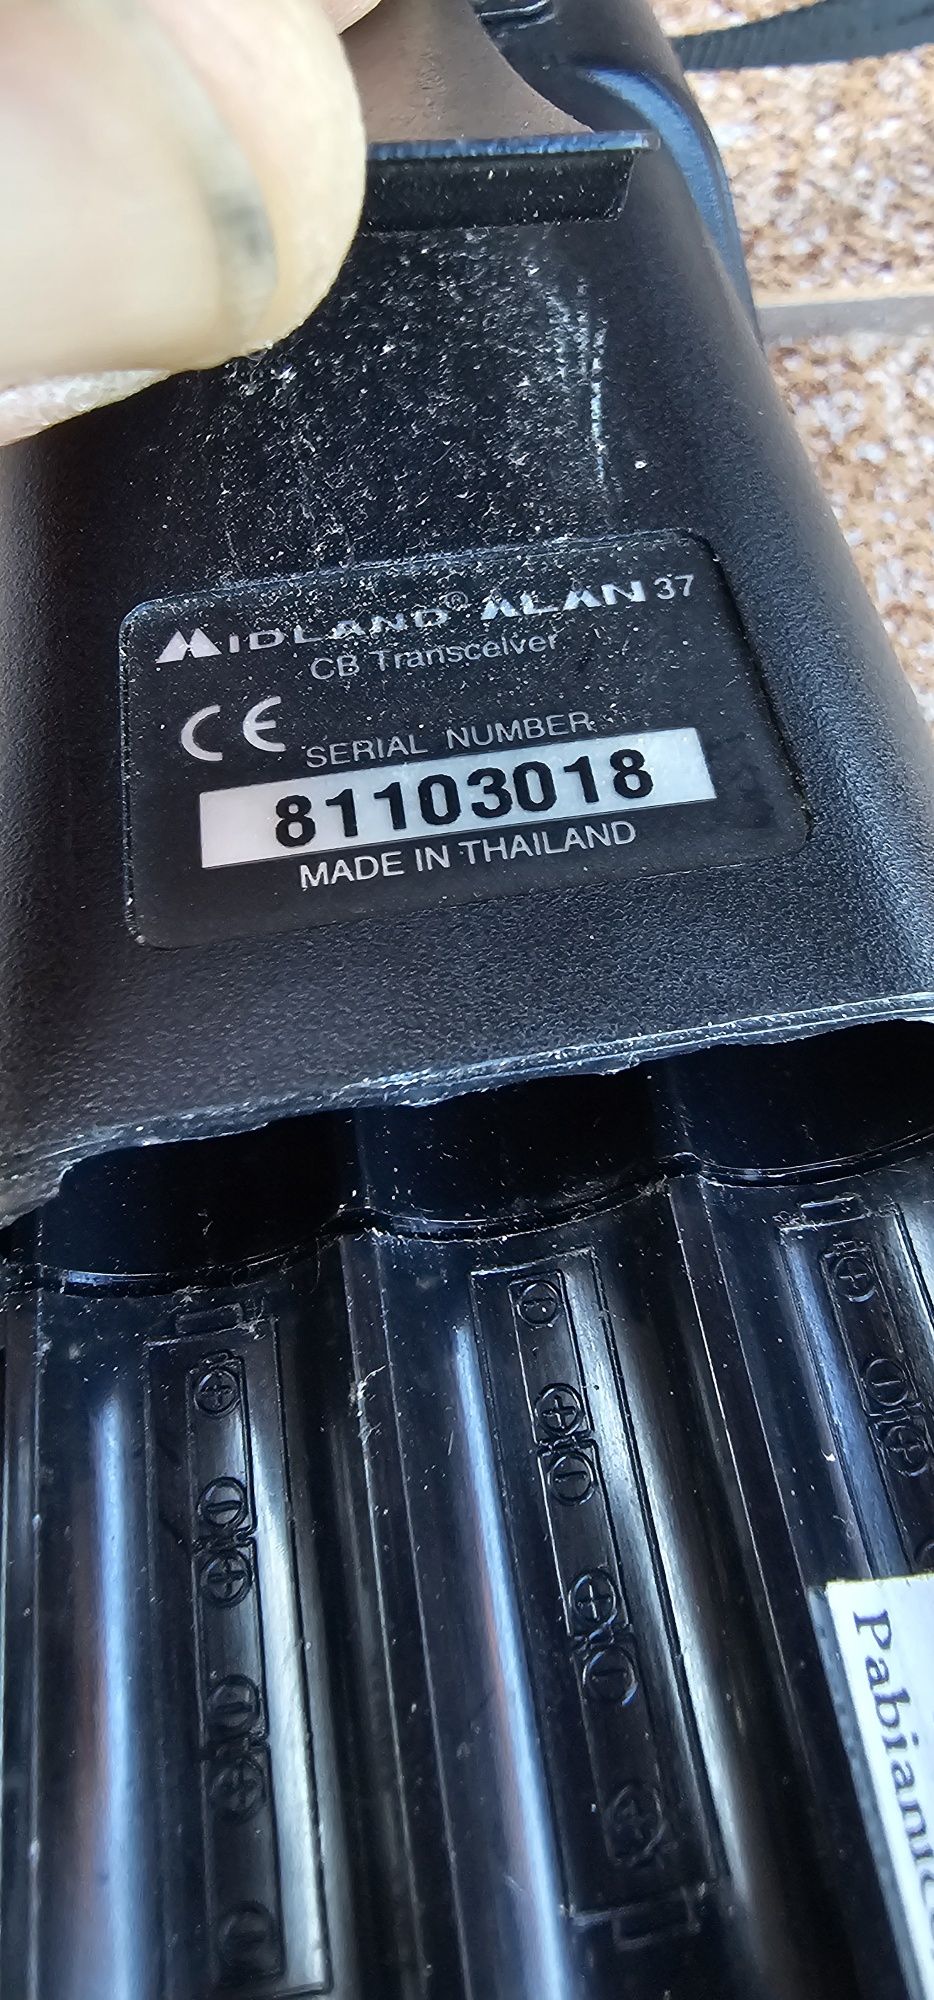 MIDLAND® ALAN 37
CB Transceiver
CE SERIAL NUMBER
81103018
MADE IN THAILAND